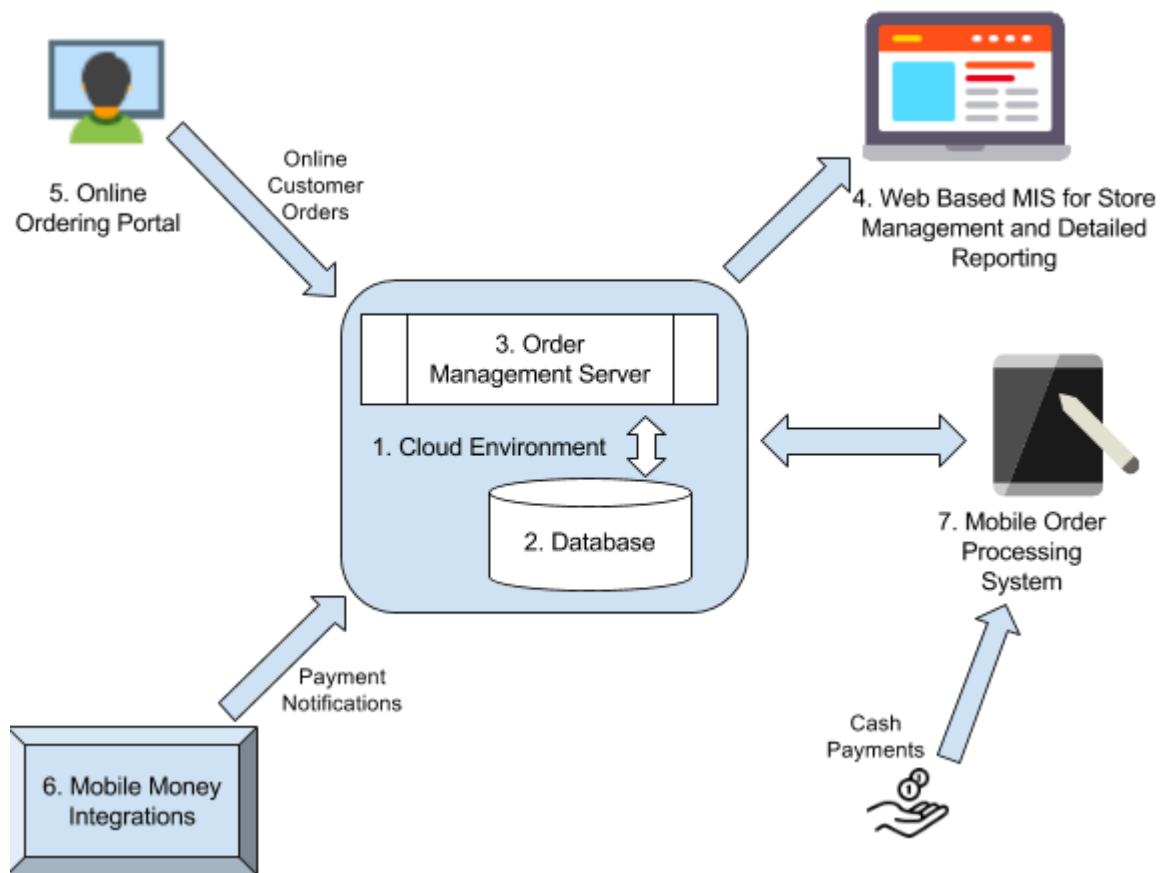 5. Online
Ordering Portal
Online
Customer
Orders
4. Web Based MIS for Store
Management and Detailed
Reporting
3. Order
Management Server
1. Cloud Environment
2. Database
7. Mobile Order
Processing
System
Payment
Notifications
6. Mobile Money
Integrations
Cash
Payments
1